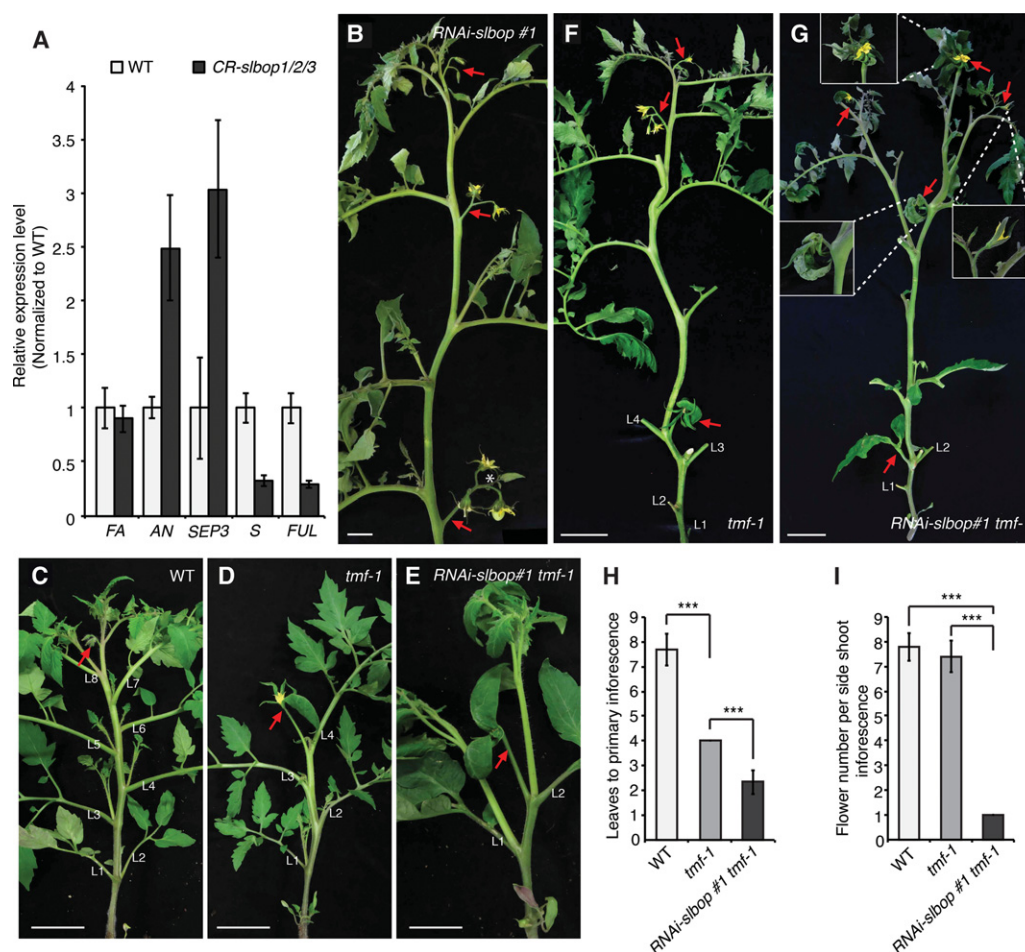 A
WT
CR-slbop1/2/3
Relative expression level
(Normalized to WT)
4
3.5
3
2.5
2
1.5
1
0.5
0
FA
AN
SEP3
S
FUL
B
RNAi-slbop #1
*
F
L4
L3
L2
L1
tmf-1
G
L2
L1
RNAi-slbop#1 tmf-
C
WT
L8
L7
L6
L5
L4
L3
L2
L1
D
tmf-1
L4
L3
L2
L1
E
RNAi-slbop#1 tmf-1
L2
L1
H
Leaves to primary inforescence
9
8
7
6
5
4
3
2
1
0
***
***
WT
tmf-1
RNAi-slbop #1 tmf-1
I
Flower number per side shoot
inforescence
9
8
7
6
5
4
3
2
1
0
***
***
WT
tmf-1
RNAi-slbop #1 tmf-1